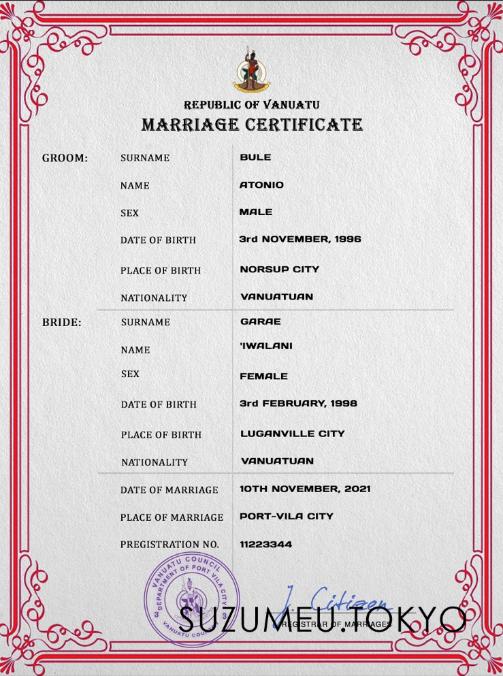 REPUBLIC OF VANUATU
MARRIAGE CERTIFICATE
GROOM: SURNAME BULE
NAME ATONIO
SEX MALE
DATE OF BIRTH 3rd NOVEMBER, 1996
PLACE OF BIRTH NORSUP CITY
NATIONALITY VANUATUAN
BRIDE: SURNAME GARAE
NAME 'IWALANI
SEX FEMALE
DATE OF BIRTH 3rd FEBRUARY, 1998
PLACE OF BIRTH LUGANVILLE CITY
NATIONALITY VANUATUAN
DATE OF MARRIAGE 10TH NOVEMBER, 2021
PLACE OF MARRIAGE PORT-VILA CITY
PREGISTRATION NO. 11223344
VANUATU COUNCIL
DEPARTMENT OF PORT VILA CITY
VANUATU
J. Citizen
SUZUMEU.TOKYO
REGISTRAR OF MARRIAGES